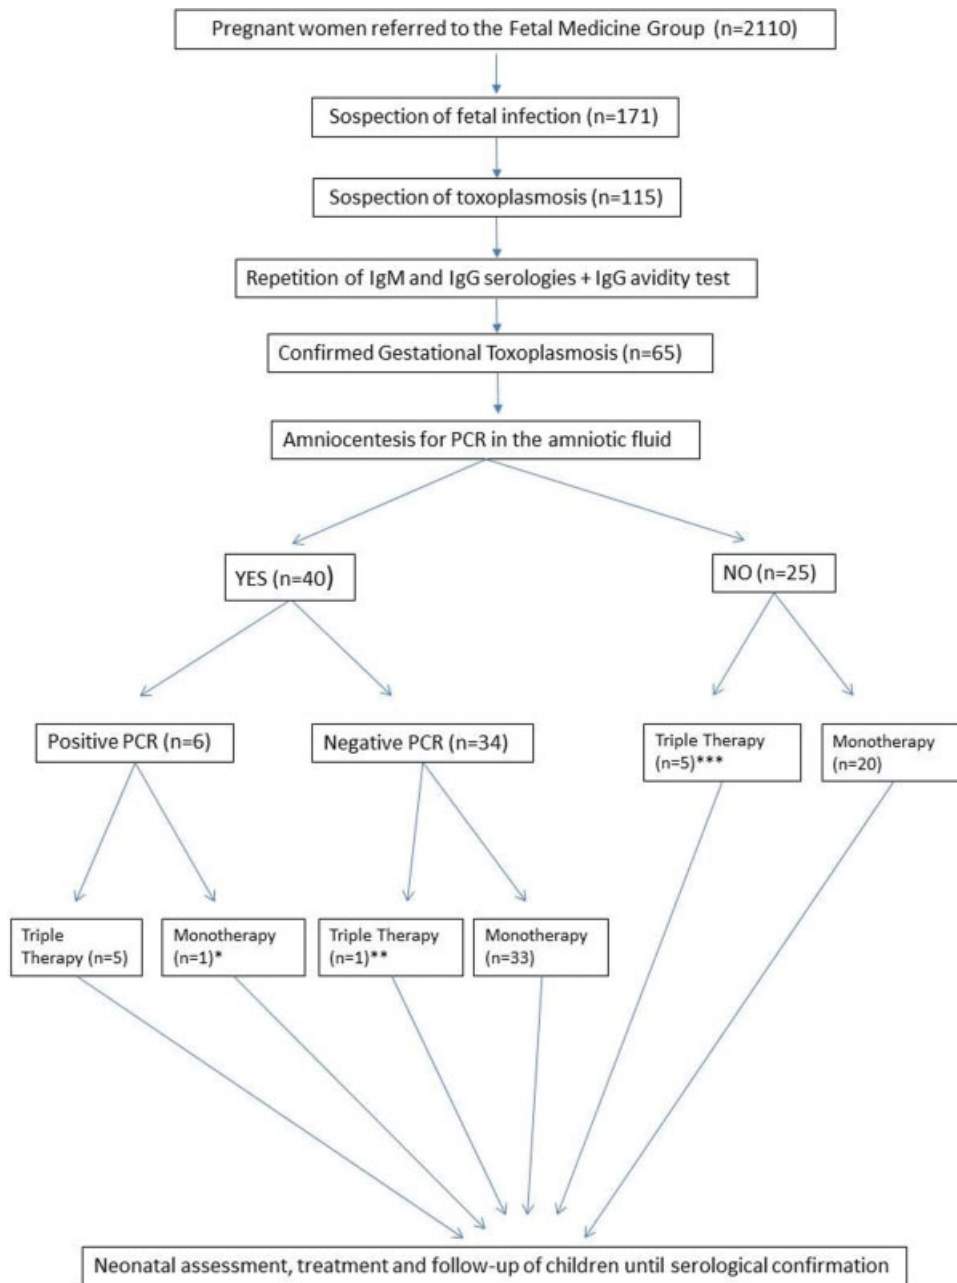 Pregnant women referred to the Fetal Medicine Group (n=2110)
Sospection of fetal infection (n=171)
Sospection of toxoplasmosis (n=115)
Repetition of IgM and IgG serologies + IgG avidity test
Confirmed Gestational Toxoplasmosis (n=65)
Amniocentesis for PCR in the amniotic fluid
YES (n=40)
NO (n=25)
Positive PCR (n=6)
Negative PCR (n=34)
Triple Therapy
(n=5)***
Monotherapy
(n=20)
Triple
Therapy (n=5)
Monotherapy
(n=1)*
Triple Therapy
(n=1)**
Monotherapy
(n=33)
Neonatal assessment, treatment and follow-up of children until serological confirmation